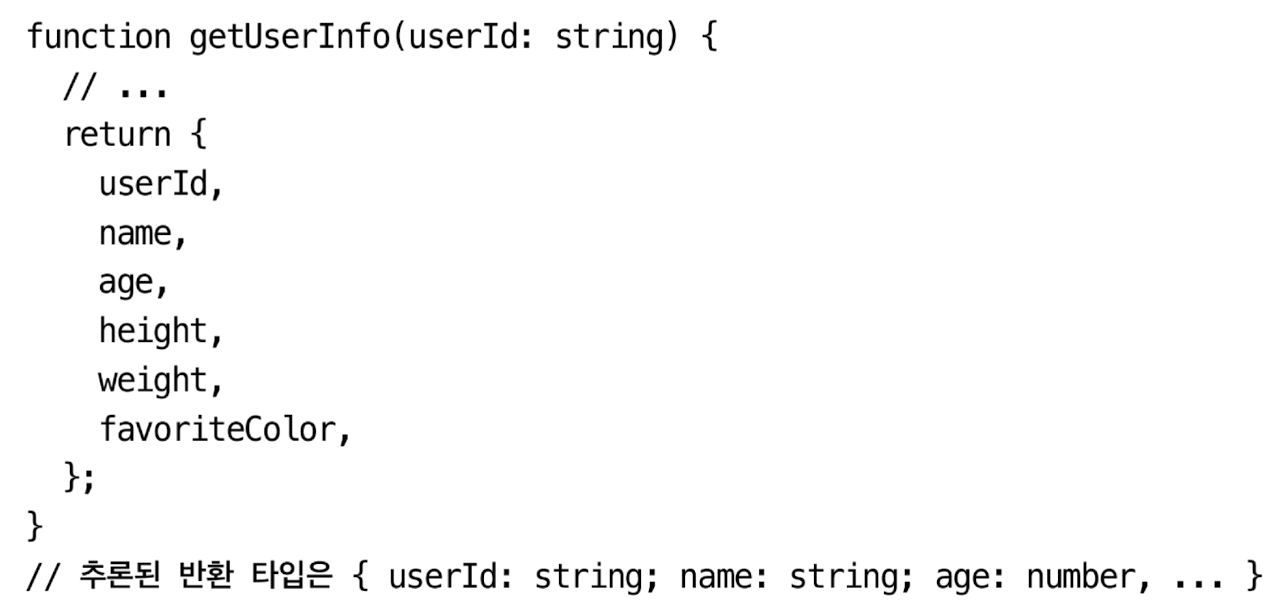 function getUserInfo(userId: string) {
  // ...
  return {
    userId,
    name,
    age,
    height,
    weight,
    favoriteColor,
  };
}
// 추론된 반환 타입은 { userId: string; name: string; age: number, ... }